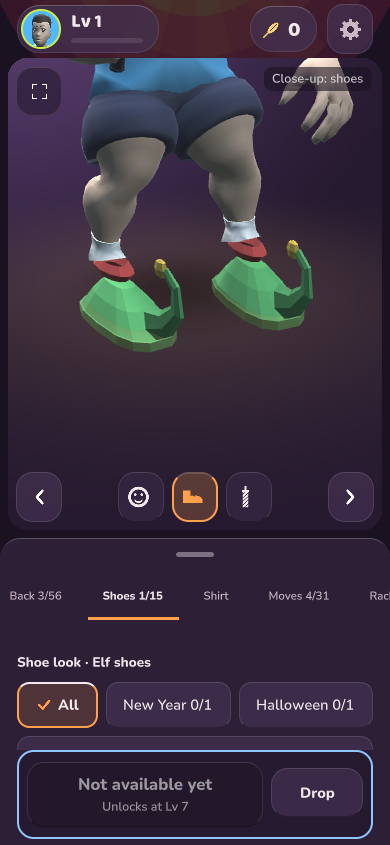 Lv 1
0
Close-up: shoes
Back 3/56
Shoes 1/15
Shirt
Moves 4/31
Shoe look · Elf shoes
All
New Year 0/1
Halloween 0/1
Not available yet
Unlocks at Lv 7
Drop